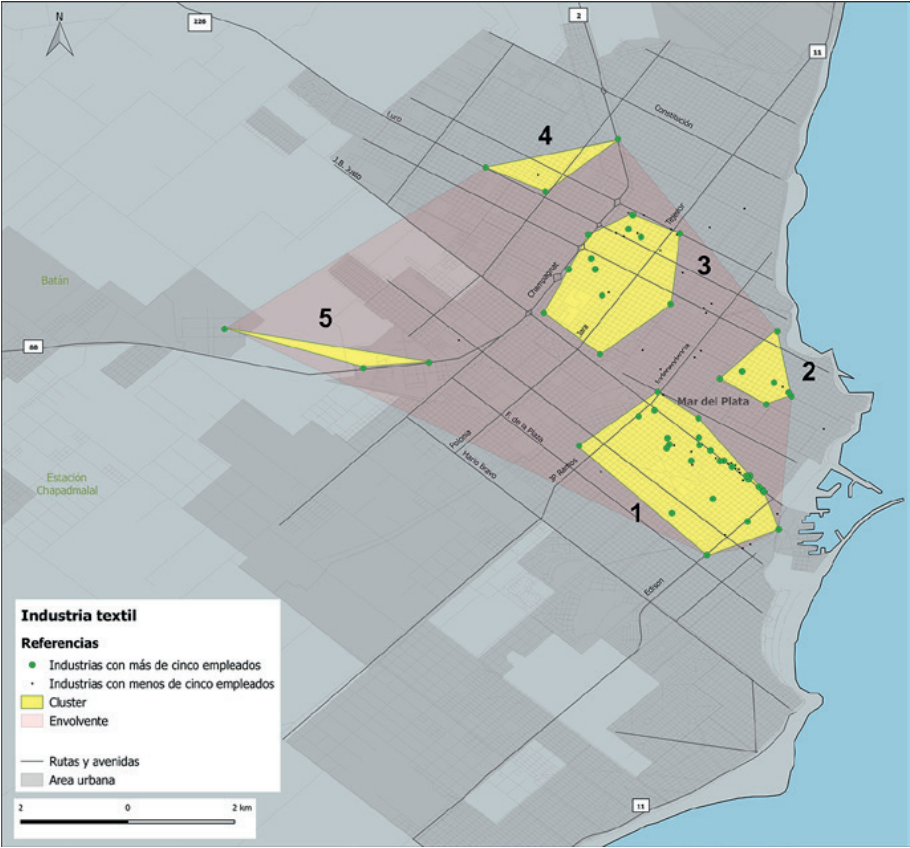 N
226
2
11
Constitución
Luro
4
J.B. Justo
Tejedor
3
Champagnat
Batán
5
Jara
88
Independencia
2
Mar del Plata
F. de la Plaza
Polonia
Mario Bravo
JP Ramos
Estación
Chapadmalal
1
Edison
Industria textil
Referencias
Industrias con más de cinco empleados
Industrias con menos de cinco empleados
Cluster
Envolvente
Rutas y avenidas
Area urbana
2
0
2 km
11